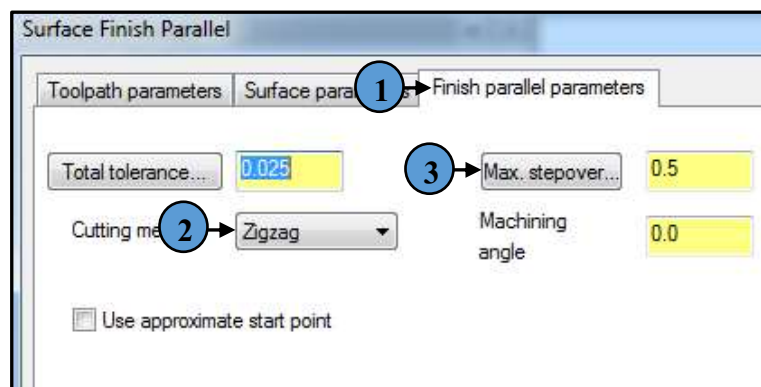 Surface Finish Parallel
Toolpath parameters Surface para 1 s Finish parallel parameters
Total tolerance... 0.025 3 Max. stepover... 0.5
Cutting me 2 Zigzag Machining angle 0.0
Use approximate start point